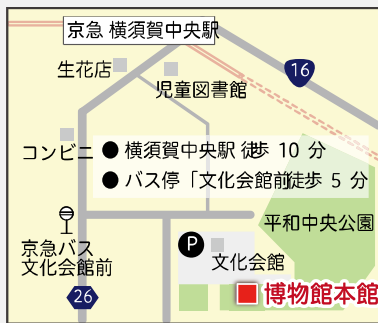 京急 横須賀中央駅
16
生花店
児童図書館
コンビニ
● 横須賀中央駅 徒歩 10 分
● バス停「文化会館前徒歩 5 分
平和中央公園
京急バス
文化会館前
P
文化会館
26
博物館本館